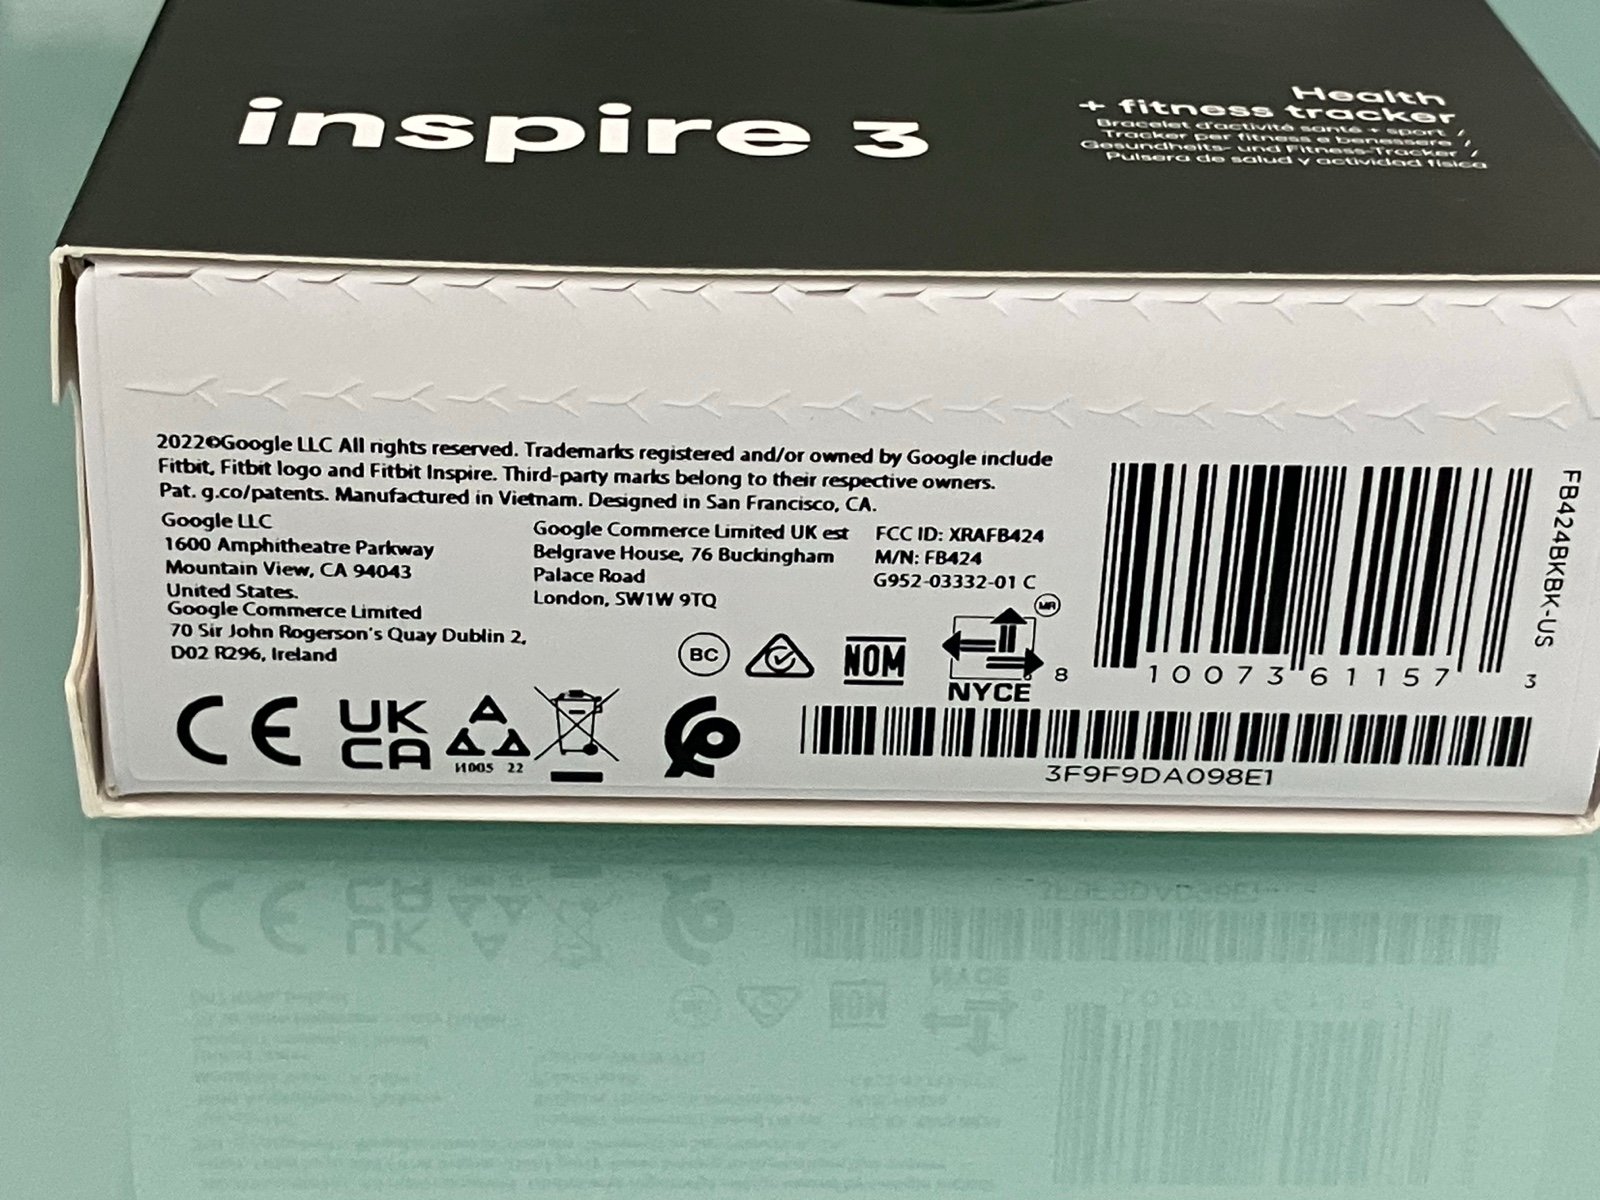 inspire 3
Health
+ fitness tracker
Bracelet d'activité santé + sport /
Tracker per fitness e benessere /
Gesundheits- und Fitness-Tracker /
Pulsera de salud y actividad física
2022©Google LLC All rights reserved. Trademarks registered and/or owned by Google include
Fitbit, Fitbit logo and Fitbit Inspire. Third-party marks belong to their respective owners.
Pat. g.co/patents. Manufactured in Vietnam. Designed in San Francisco, CA.
Google LLC
1600 Amphitheatre Parkway
Mountain View, CA 94043
United States.
Google Commerce Limited
70 Sir John Rogerson's Quay Dublin 2,
D02 R296, Ireland
Google Commerce Limited UK est
Belgrave House, 76 Buckingham
Palace Road
London, SW1W 9TQ
FCC ID: XRAFB424
M/N: FB424
G952-03332-01 C
BC
NOM
MR
NYCE
8 10073 61157 3
FB424BKBK-US
CE
UK
CA
И005 22
3F9F9DA098E1